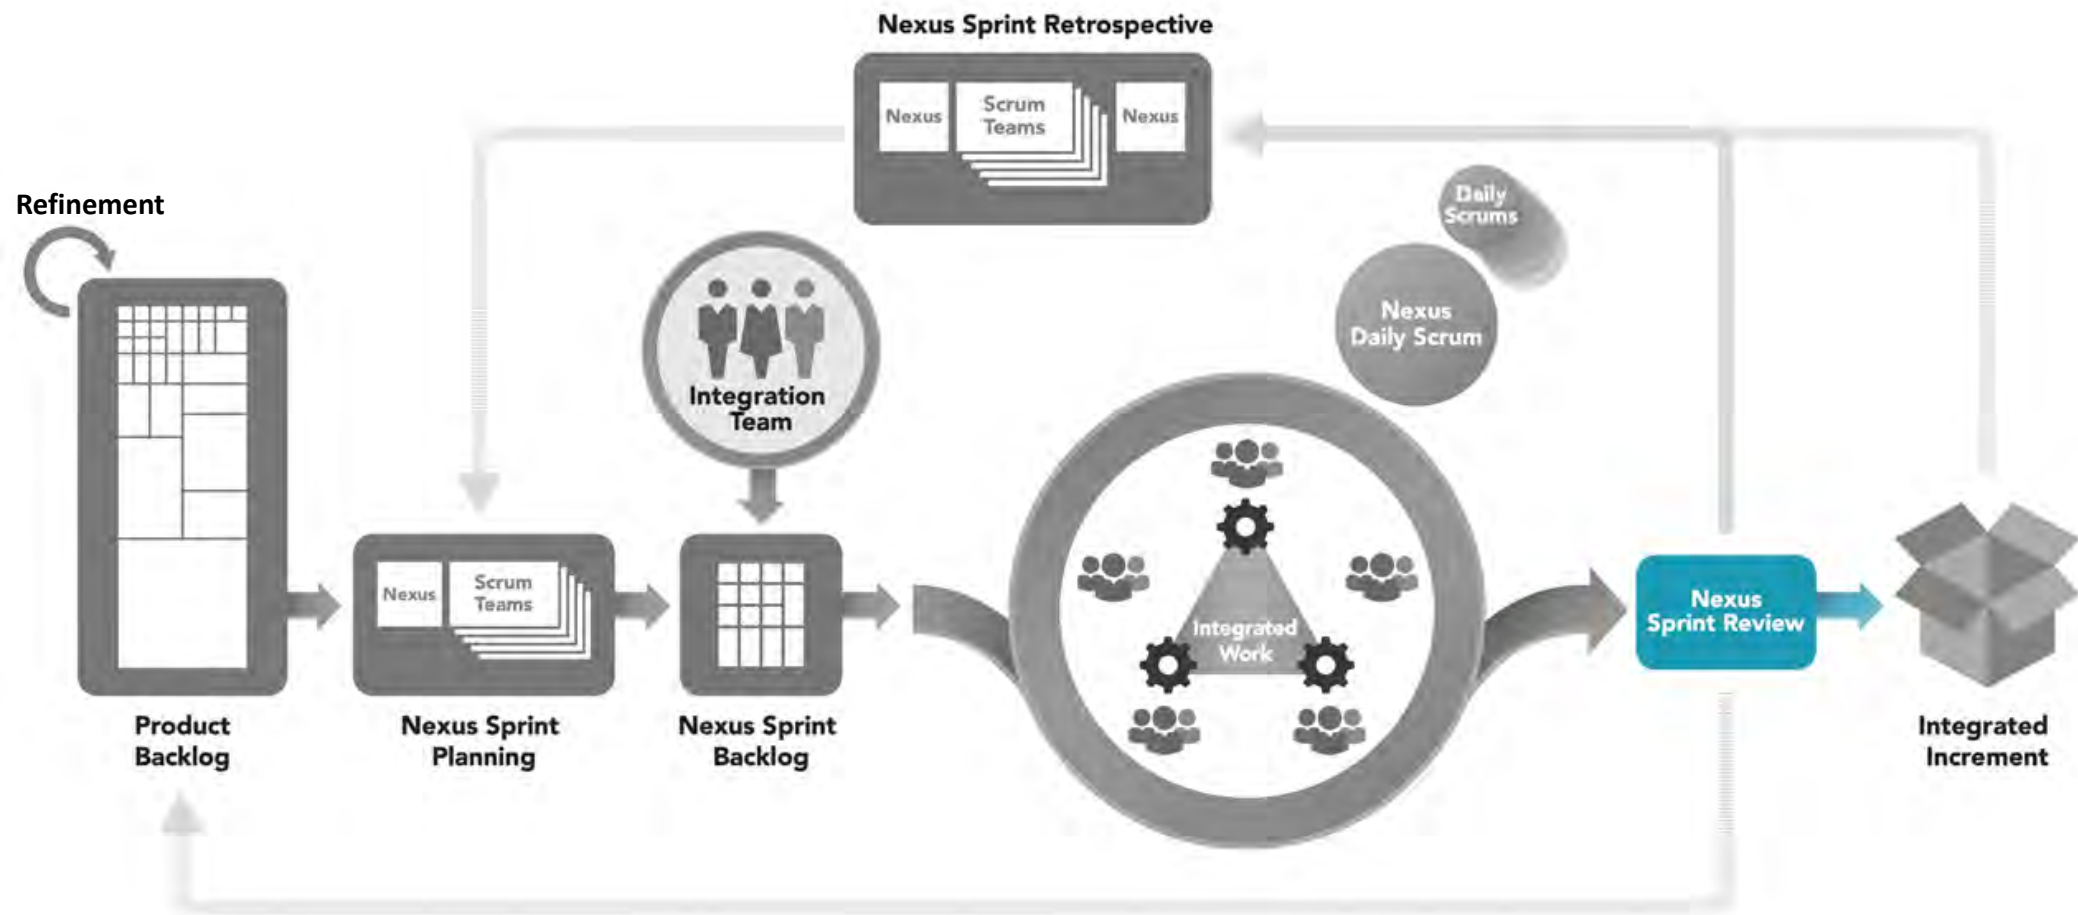 Nexus Sprint Retrospective
Nexus
Scrum
Teams
Nexus
Refinement
Daily
Scrums
Nexus
Daily Scrum
Integration
Team
Nexus
Scrum
Teams
Integrated
Work
Nexus
Sprint Review
Product
Backlog
Nexus Sprint
Planning
Nexus Sprint
Backlog
Integrated
Increment